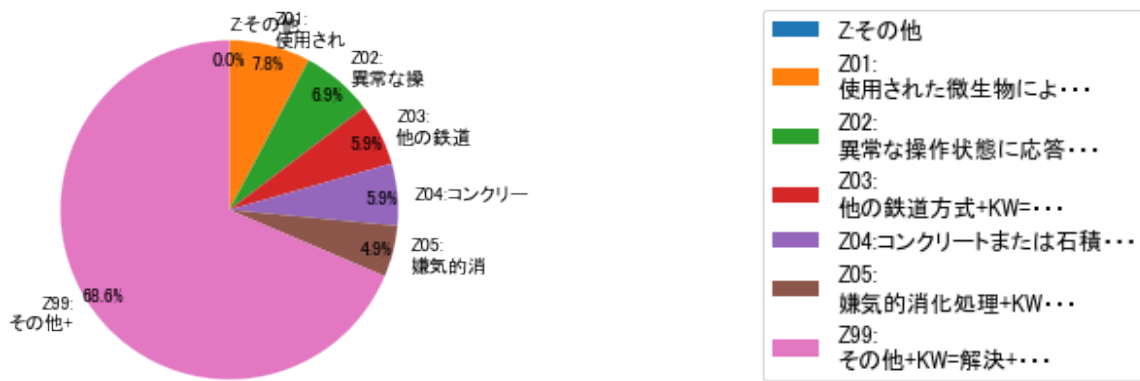 Z:その他
Z01:
使用され
Z02:
異常な操
Z03:
他の鉄道
Z04:コンクリー
Z05:
嫌気的消
Z99:
その他+
0.0%
7.8%
6.9%
5.9%
5.9%
4.9%
68.6%
Z:その他
Z01:
使用された微生物によ・・・
Z02:
異常な操作状態に応答・・・
Z03:
他の鉄道方式+KW=・・・
Z04:コンクリートまたは石積・・・
Z05:
嫌気的消化処理+KW・・・
Z99:
その他+KW=解決+・・・